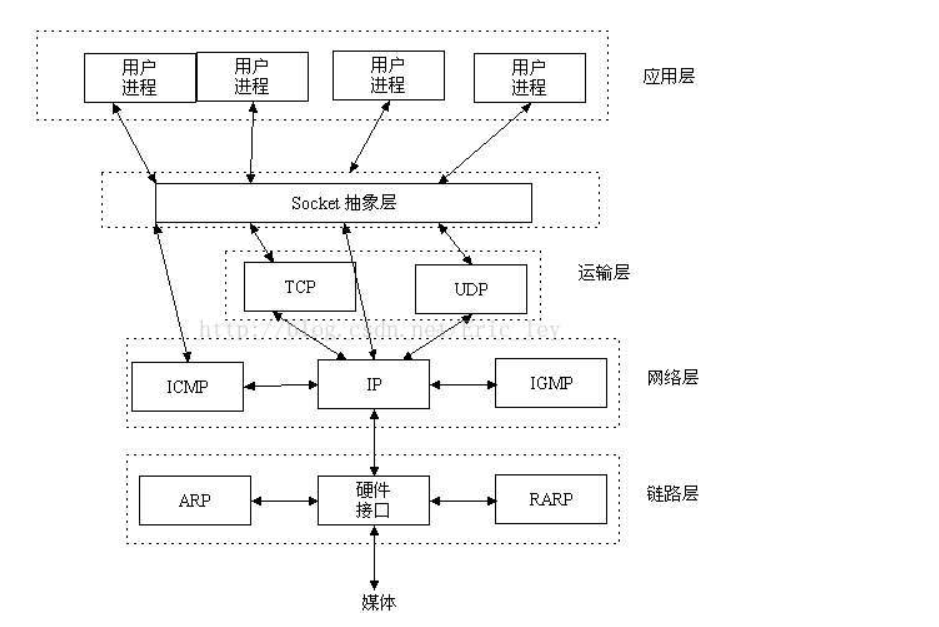 用户
进程
用户
进程
用户
进程
用户
进程
应用层
Socket 抽象层
TCP
UDP
运输层
http://blog.csdn.net/Eric_ley
ICMP
IP
IGMP
网络层
ARP
硬件
接口
RARP
链路层
媒体